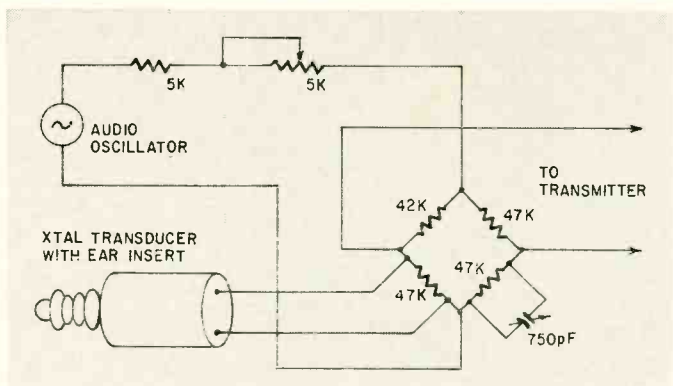 5K
5K
AUDIO
OSCILLATOR
TO
TRANSMITTER
42K
47K
XTAL TRANSDUCER
WITH EAR INSERT
47K
47K
750pF